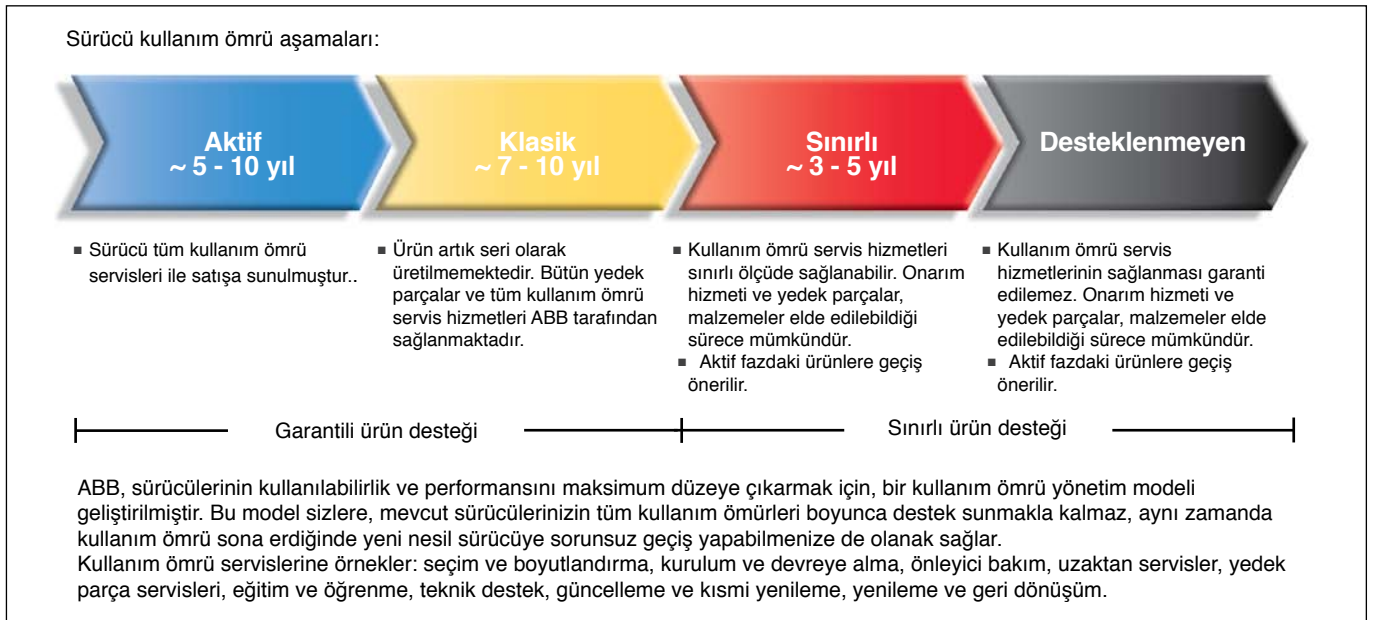 Sürücü kullanım ömrü aşamaları:
Aktif
~ 5 - 10 yıl
Klasik
~ 7 - 10 yıl
Sınırlı
~ 3 - 5 yıl
Desteklenmeyen
■ Sürücü tüm kullanım ömrü
servisleri ile satışa sunulmuştur..
■ Ürün artık seri olarak
üretilmemektedir. Bütün yedek
parçalar ve tüm kullanım ömrü
servis hizmetleri ABB tarafından
sağlanmaktadır.
■ Kullanım ömrü servis hizmetleri
sınırlı ölçüde sağlanabilir. Onarım
hizmeti ve yedek parçalar,
malzemeler elde edilebildiği
sürece mümkündür.
■ Aktif fazdaki ürünlere geçiş
önerilir.
■ Kullanım ömrü servis
hizmetlerinin sağlanması garanti
edilemez. Onarım hizmeti ve
yedek parçalar, malzemeler elde
edilebildiği sürece mümkündür.
■ Aktif fazdaki ürünlere geçiş
önerilir.
Garantili ürün desteği
Sınırlı ürün desteği
ABB, sürücülerinin kullanılabilirlik ve performansını maksimum düzeye çıkarmak için, bir kullanım ömrü yönetim modeli
geliştirilmiştir. Bu model sizlere, mevcut sürücülerinizin tüm kullanım ömürleri boyunca destek sunmakla kalmaz, aynı zamanda
kullanım ömrü sona erdiğinde yeni nesil sürücüye sorunsuz geçiş yapabilmenize de olanak sağlar.
Kullanım ömrü servislerine örnekler: seçim ve boyutlandırma, kurulum ve devreye alma, önleyici bakım, uzaktan servisler, yedek
parça servisleri, eğitim ve öğrenme, teknik destek, güncelleme ve kısmi yenileme, yenileme ve geri dönüşüm.